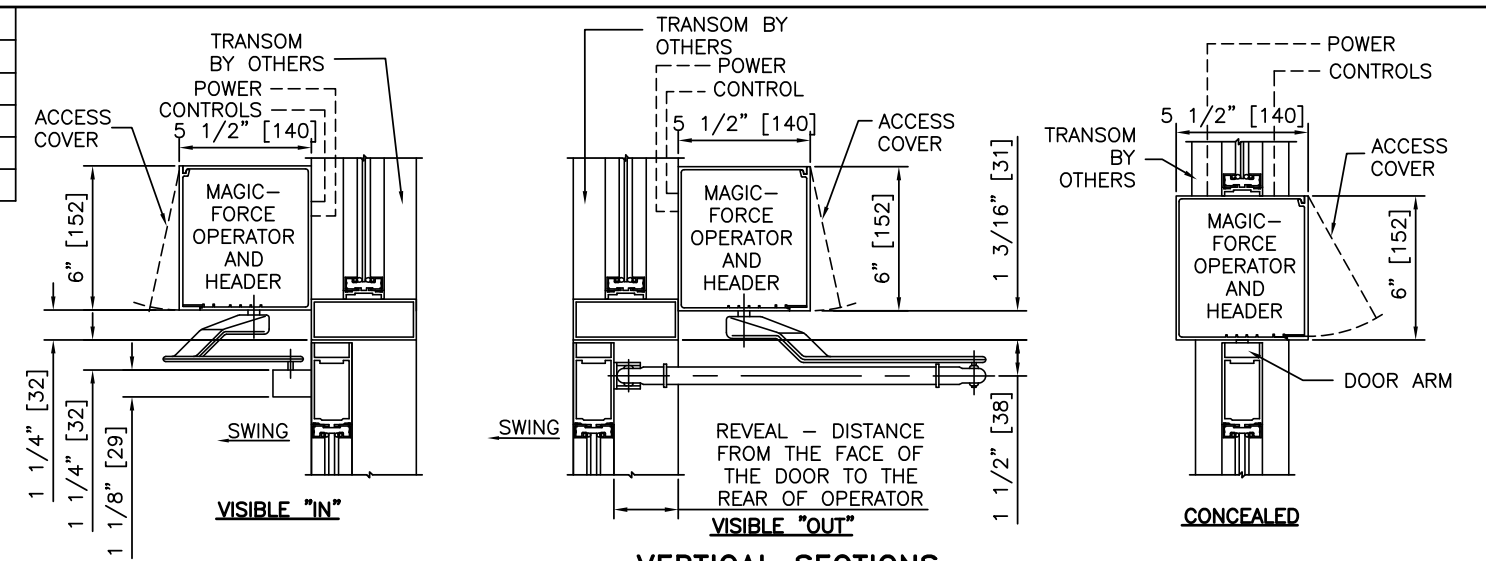 TRANSOM
BY OTHERS
POWER
CONTROLS
5 1/2" [140]
ACCESS
COVER
6" [152]
MAGIC–
FORCE
OPERATOR
AND
HEADER
1 1/4" [32]
1 1/4" [32]
1 1/8" [29]
SWING
VISIBLE "IN"
TRANSOM BY
OTHERS
POWER
CONTROL
5 1/2" [140]
ACCESS
COVER
MAGIC–
FORCE
OPERATOR
AND
HEADER
6" [152]
1 3/16" [31]
1 1/2" [38]
SWING
REVEAL – DISTANCE
FROM THE FACE OF
THE DOOR TO THE
REAR OF OPERATOR
VISIBLE "OUT"
POWER
CONTROLS
5 1/2" [140]
TRANSOM
BY
OTHERS
ACCESS
COVER
MAGIC–
FORCE
OPERATOR
AND
HEADER
6" [152]
DOOR ARM
CONCEALED
VERTICAL SECTIONS